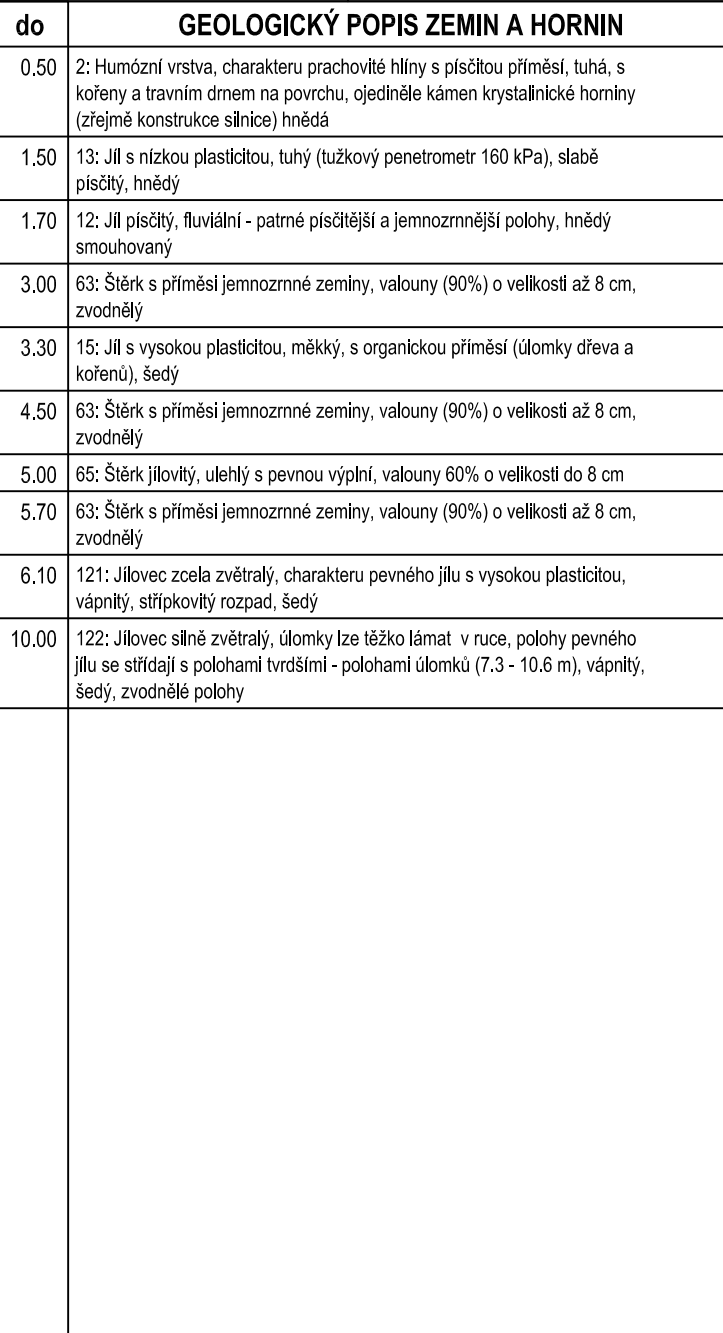 do GEOLOGICKÝ POPIS ZEMIN A HORNIN
0.50 2: Humózní vrstva, charakteru prachovité hlíny s písčitou příměsí, tuhá, s
kořeny a travním drnem na povrchu, ojediněle kámen krystalinické horniny
(zřejmě konstrukce silnice) hnědá
1.50 13: Jíl s nízkou plasticitou, tuhý (tužkový penetrometr 160 kPa), slabě
písčitý, hnědý
1.70 12: Jíl písčitý, fluviální - patrné písčitější a jemnozrnnější polohy, hnědý
smouhovaný
3.00 63: Štěrk s příměsi jemnozrnné zeminy, valouny (90%) o velikosti až 8 cm,
zvodnělý
3.30 15: Jíl s vysokou plasticitou, měkký, s organickou příměsí (úlomky dřeva a
kořenů), šedý
4.50 63: Štěrk s příměsi jemnozrnné zeminy, valouny (90%) o velikosti až 8 cm,
zvodnělý
5.00 65: Štěrk jílovitý, ulehlý s pevnou výplní, valouny 60% o velikosti do 8 cm
5.70 63: Štěrk s příměsi jemnozrnné zeminy, valouny (90%) o velikosti až 8 cm,
zvodnělý
6.10 121: Jílovec zcela zvětralý, charakteru pevného jílu s vysokou plasticitou,
vápnitý, střípkovitý rozpad, šedý
10.00 122: Jílovec silně zvětralý, úlomky lze těžko lámat v ruce, polohy pevného
jílu se střídají s polohami tvrdšími - polohami úlomků (7.3 - 10.6 m), vápnitý,
šedý, zvodnělé polohy